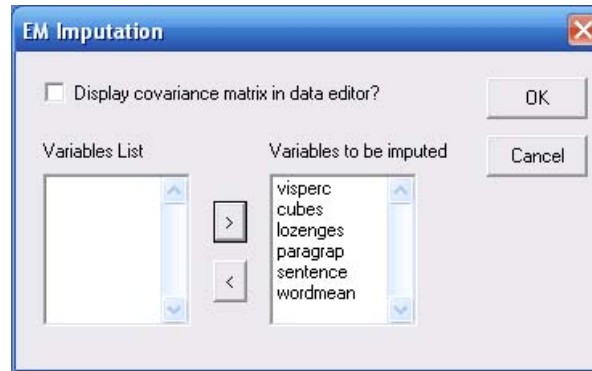 EM Imputation
Display covariance matrix in data editor?
OK
Variables List
Variables to be imputed
Cancel
visperc
cubes
lozenges
paragrap
sentence
wordmean
>
<